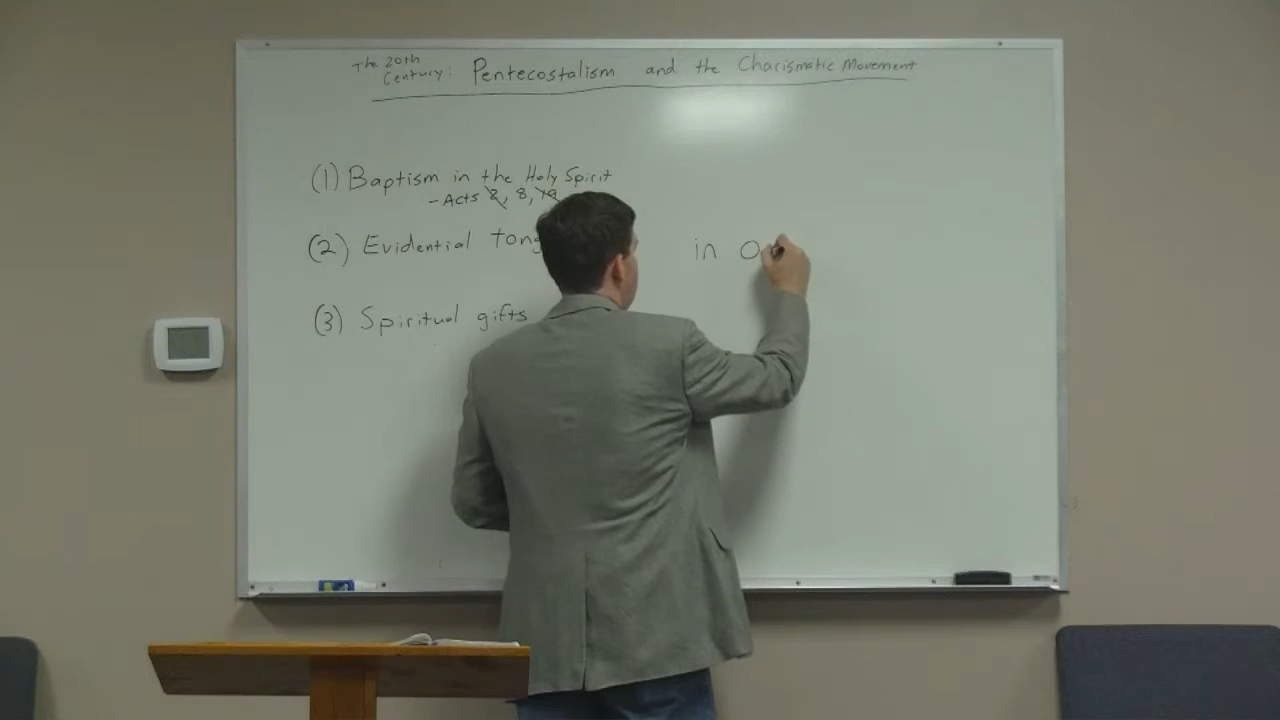 The 20th
Century: Pentecostalism and the Charismatic Movement
(1) Baptism in the Holy Spirit
- Acts 2, 8, 19
(2) Evidential tong in
(3) Spiritual gifts